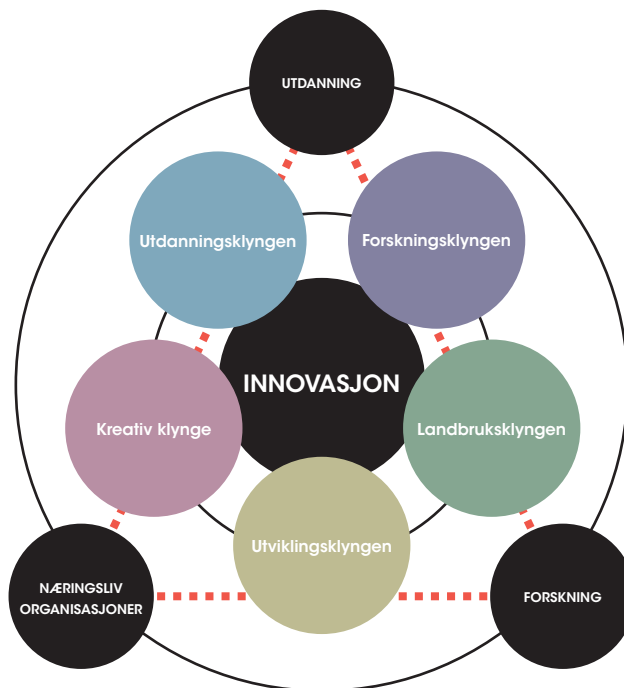 UTDANNING
Utdanningsklyngen
Forskningsklyngen
INNOVASJON
Kreativ klynge
Landbruksklyngen
Utviklingsklyngen
NÆRINGSLIV
ORGANISASJONER
FORSKNING